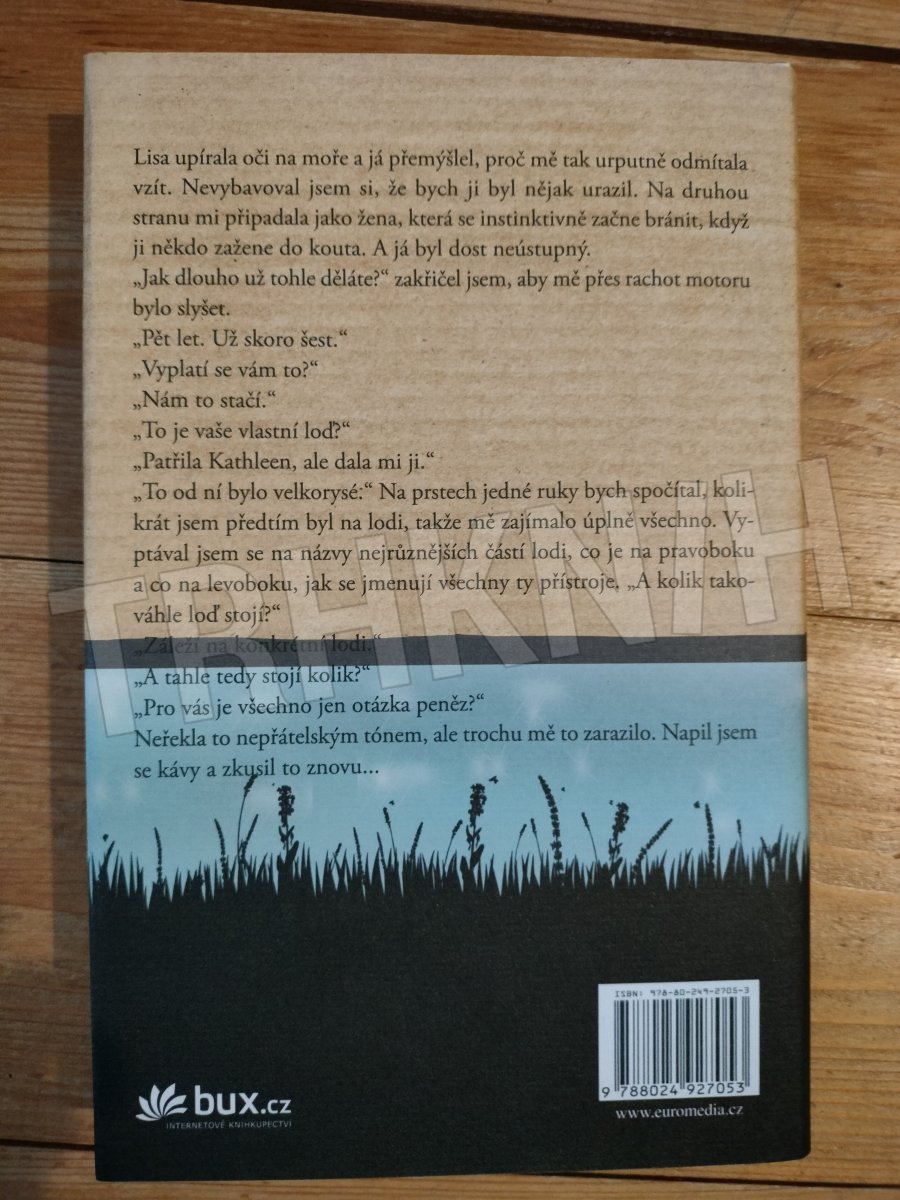 Lisa upírala oči na moře a já přemýšlel, proč mě tak urputně odmítala
vzít. Nevybavoval jsem si, že bych ji byl nějak urazil. Na druhou
stranu mi připadala jako žena, která se instinktivně začne bránit, když
ji někdo zažene do kouta. A já byl dost neústupný.
„Jak dlouho už tohle děláte?“ zakřičel jsem, aby mě přes rachot motoru
bylo slyšet.
„Pět let. Už skoro šest.“
„Vyplatí se vám to?“
„Nám to stačí.“
„To je vaše vlastní loď?“
„Patřila Kathleen, ale dala mi ji.“
„To od ní bylo velkorysé:“ Na prstech jedné ruky bych spočítal, koli-
krát jsem předtím byl na lodi, takže mě zajímalo úplně všechno. Vy-
ptával jsem se na názvy nejrůznějších částí lodi, co je na pravoboku
a co na levoboku, jak se jmenují všechny ty přístroje. „A kolik tako-
váhle loď stojí?“
„Záleží na konkrétní lodi.“
„A tahle tedy stojí kolik?“
„Pro vás je všechno jen otázka peněz?“
Neřekla to nepřátelským tónem, ale trochu mě to zarazilo. Napil jsem
se kávy a zkusil to znovu...
TRHKNIH
ISBN: 978-80-249-2705-3
9 788024 927053
www.euromedia.cz
bux.cz
INTERNETOVÉ KNIHKUPECTVÍ